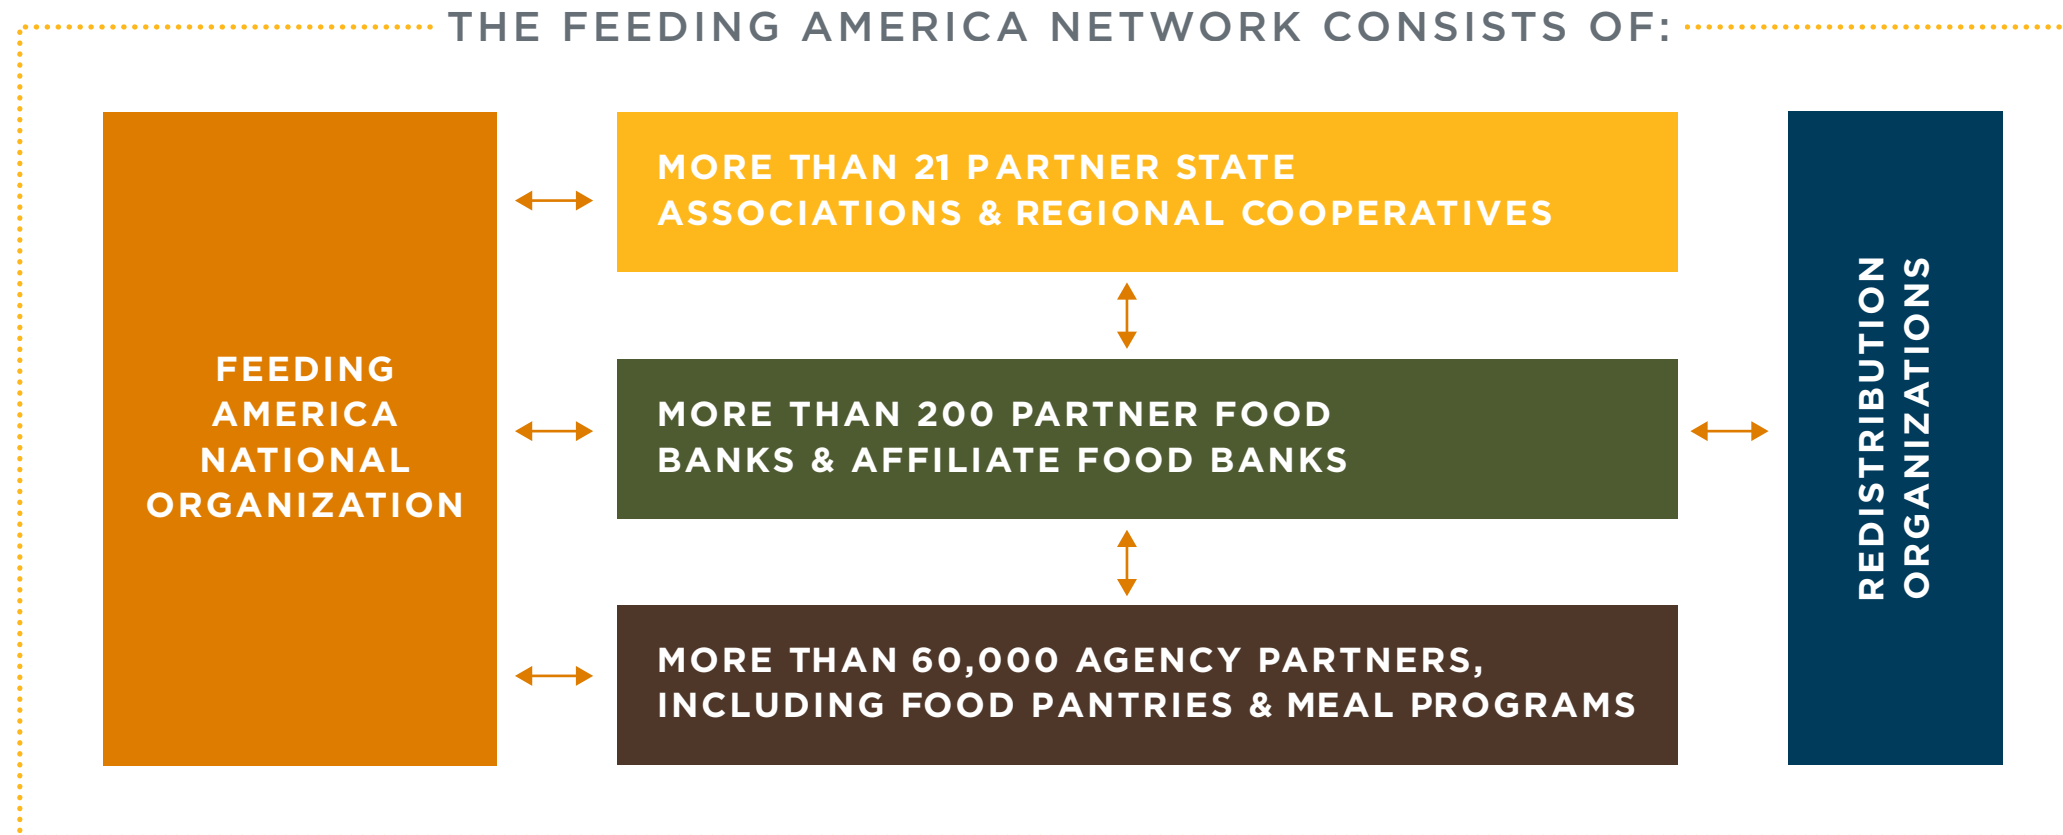 THE FEEDING AMERICA NETWORK CONSISTS OF:
FEEDING
AMERICA
NATIONAL
ORGANIZATION
MORE THAN 21 PARTNER STATE
ASSOCIATIONS & REGIONAL COOPERATIVES
MORE THAN 200 PARTNER FOOD
BANKS & AFFILIATE FOOD BANKS
MORE THAN 60,000 AGENCY PARTNERS,
INCLUDING FOOD PANTRIES & MEAL PROGRAMS
REDISTRIBUTION
ORGANIZATIONS